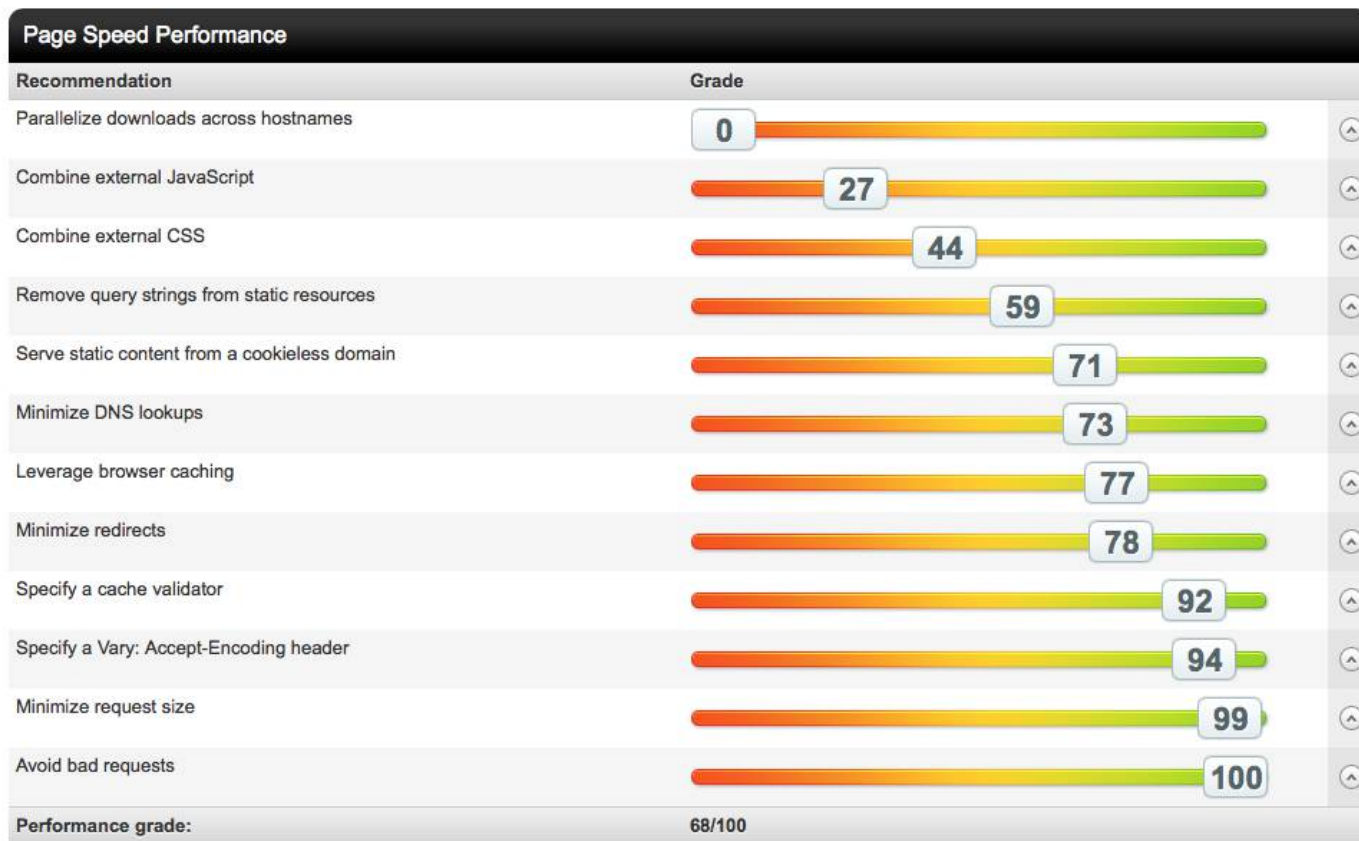 Page Speed Performance
Recommendation Grade
Parallelize downloads across hostnames 0
Combine external JavaScript 27
Combine external CSS 44
Remove query strings from static resources 59
Serve static content from a cookieless domain 71
Minimize DNS lookups 73
Leverage browser caching 77
Minimize redirects 78
Specify a cache validator 92
Specify a Vary: Accept-Encoding header 94
Minimize request size 99
Avoid bad requests 100
Performance grade: 68/100